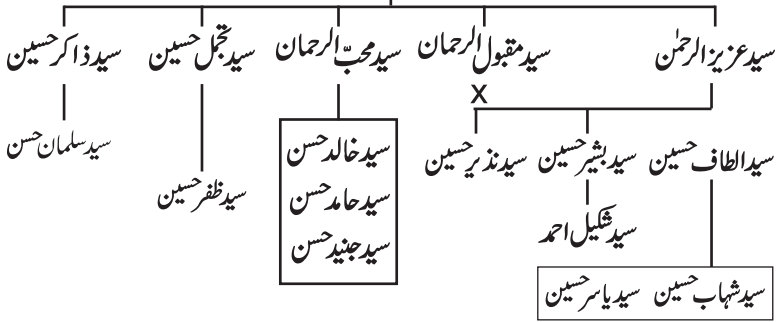 سید عزیز الرحمٰن سید مقبول الرحمان سید محبّ الرحمان سید تجمل حسین سید ذاکر حسین
X
سید الطاف حسین سید بشیر حسین سید نذیر حسین سید خالد حسن سید سلمان حسن
سید حامد حسن سید ظفر حسین
سید شکیل احمد سید جنید حسن
سید شہاب حسین سید یاسر حسین